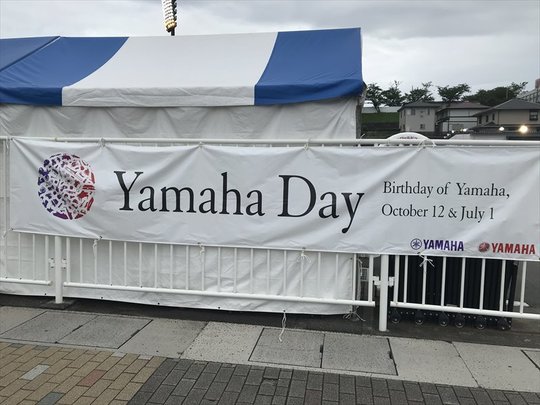 Yamaha Day
Birthday of Yamaha,
October 12 & July 1
YAMAHA YAMAHA